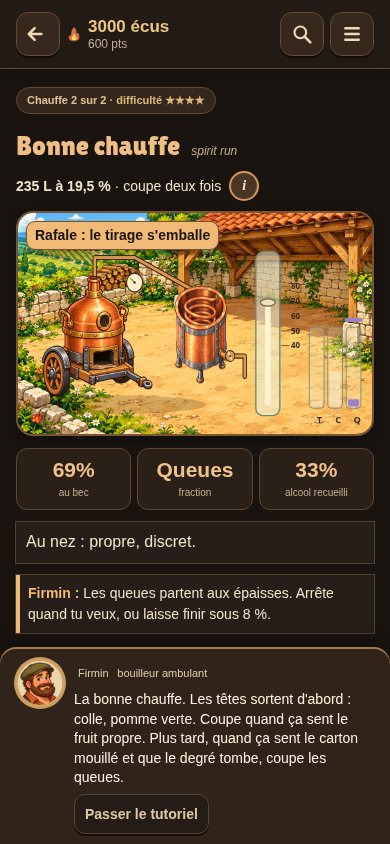 3000 écus
600 pts
Chauffe 2 sur 2 · difficulté ★★★★
Bonne chauffe spirit run
235 L à 19,5 % · coupe deux fois i
Rafale : le tirage s'emballe
80
60
50
40
T C Q
69%
au bec
Queues
fraction
33%
alcool recueilli
Au nez : propre, discret.
Firmin : Les queues partent aux épaisses. Arrête
quand tu veux, ou laisse finir sous 8 %.
Firmin bouilleur ambulant
La bonne chauffe. Les têtes sortent d'abord :
colle, pomme verte. Coupe quand ça sent le
fruit propre. Plus tard, quand ça sent le carton
mouillé et que le degré tombe, coupe les
queues.
Passer le tutoriel